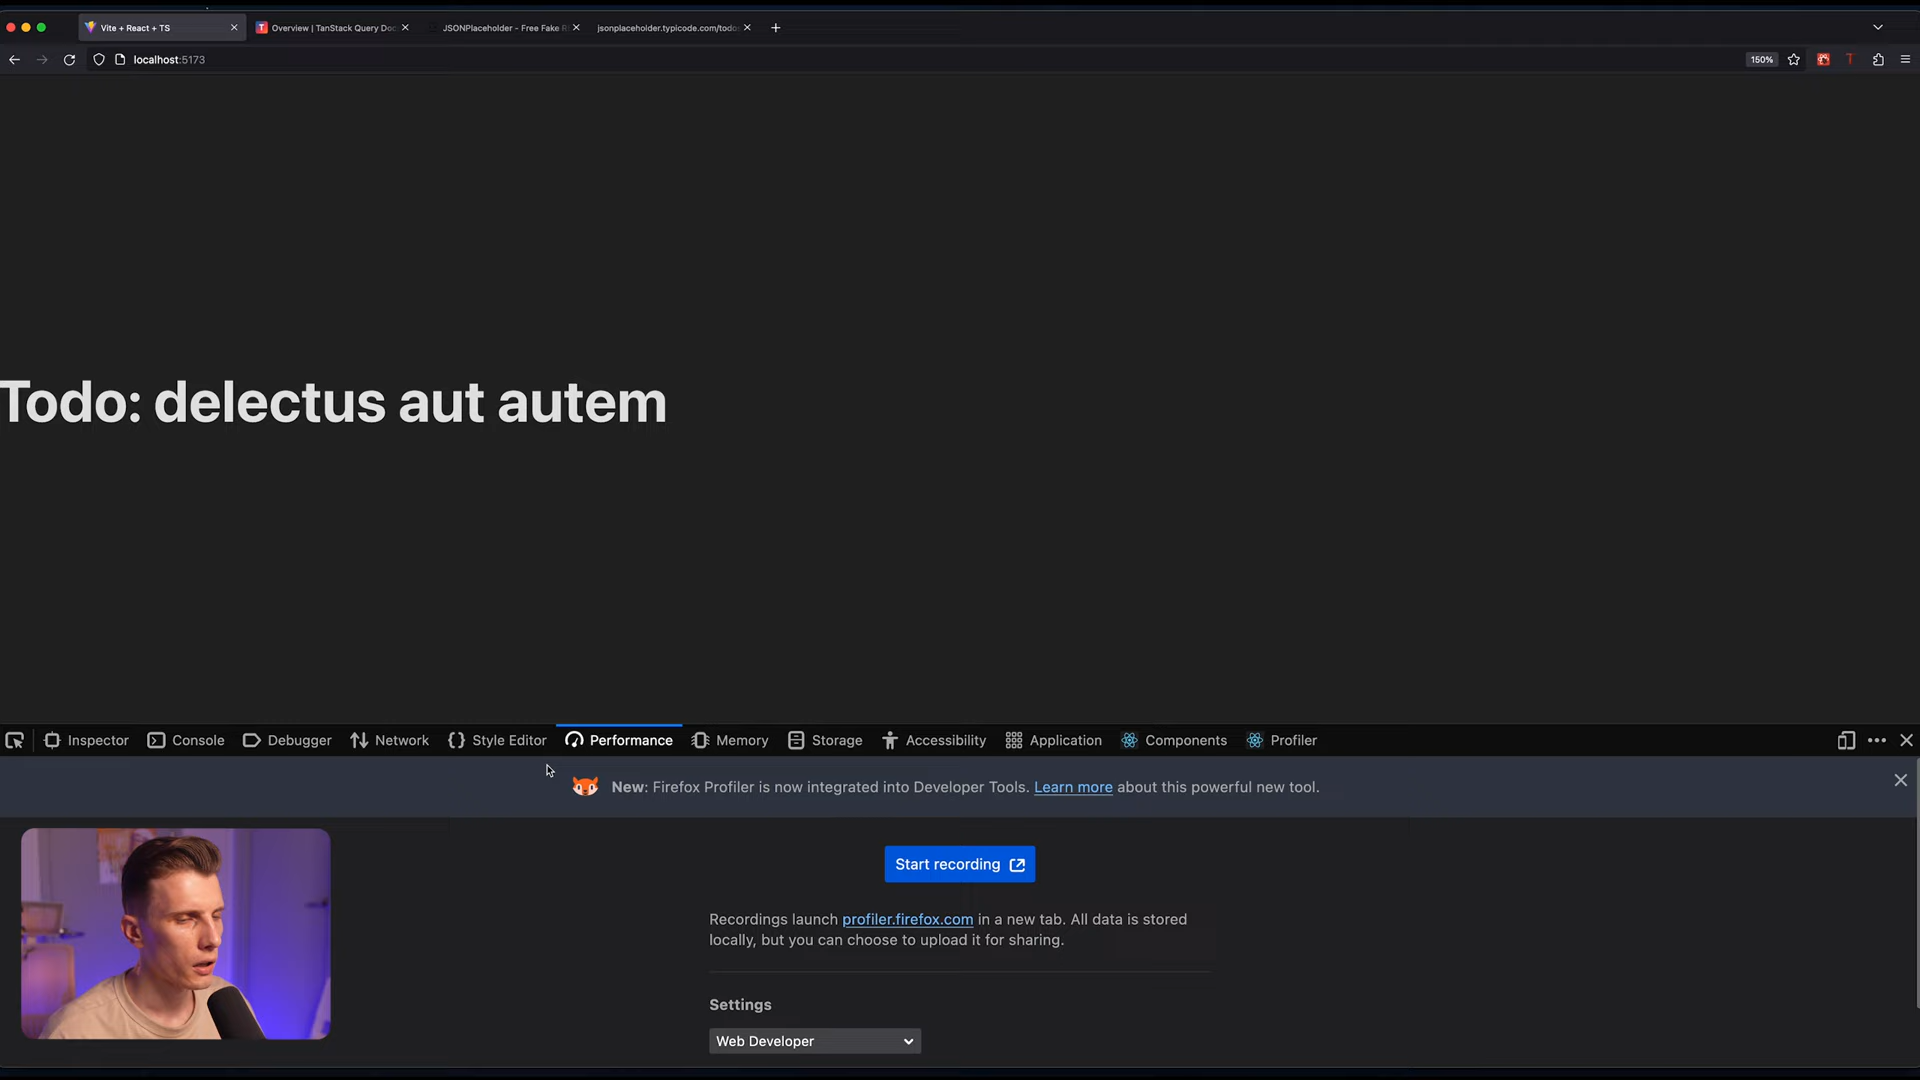 Vite + React + TS
Overview | TanStack Query Doc
JSONPlaceholder - Free Fake R
jsonplaceholder.typicode.com/todo
localhost:5173
150%
Todo: delectus aut autem
Inspector
Console
Debugger
Network
Style Editor
Performance
Memory
Storage
Accessibility
Application
Components
Profiler
New: Firefox Profiler is now integrated into Developer Tools. Learn more about this powerful new tool.
Start recording
Recordings launch profiler.firefox.com in a new tab. All data is stored
locally, but you can choose to upload it for sharing.
Settings
Web Developer